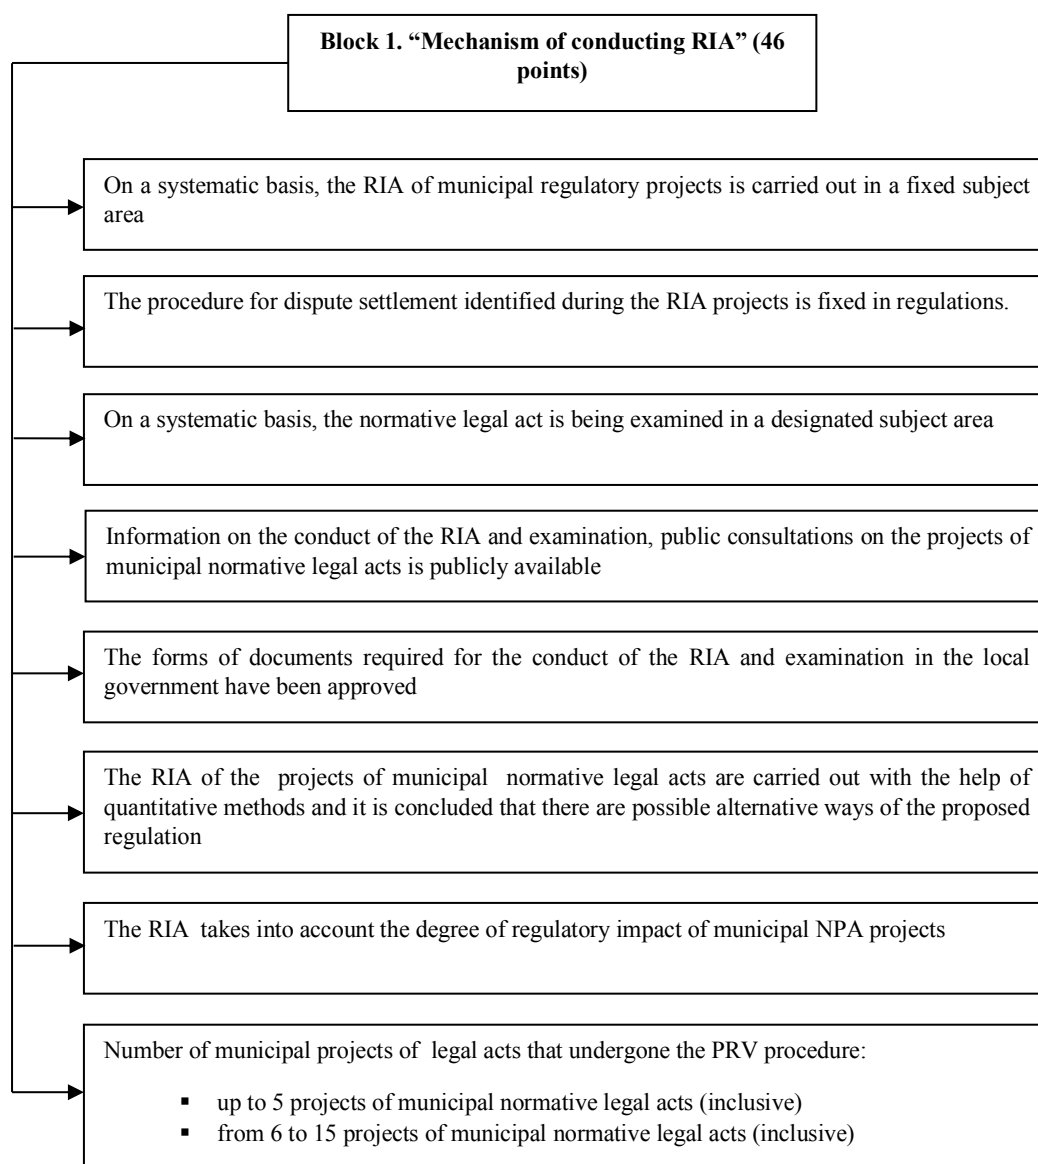 Block 1. “Mechanism of conducting RIA” (46
points)
On a systematic basis, the RIA of municipal regulatory projects is carried out in a fixed subject
area
The procedure for dispute settlement identified during the RIA projects is fixed in regulations.
On a systematic basis, the normative legal act is being examined in a designated subject area
Information on the conduct of the RIA and examination, public consultations on the projects of
municipal normative legal acts is publicly available
The forms of documents required for the conduct of the RIA and examination in the local
government have been approved
The RIA of the projects of municipal normative legal acts are carried out with the help of
quantitative methods and it is concluded that there are possible alternative ways of the proposed
regulation
The RIA takes into account the degree of regulatory impact of municipal NPA projects
Number of municipal projects of legal acts that undergone the PRV procedure:
▪ up to 5 projects of municipal normative legal acts (inclusive)
▪ from 6 to 15 projects of municipal normative legal acts (inclusive)